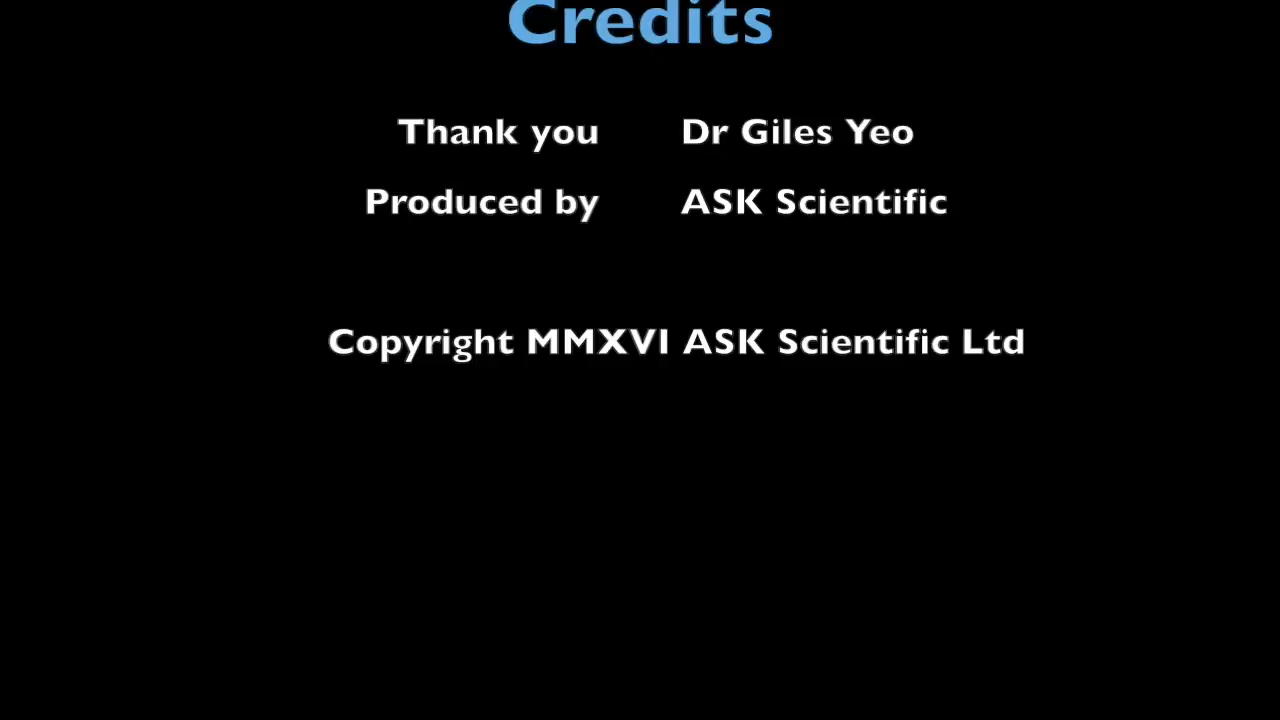 Credits
Thank you Dr Giles Yeo
Produced by ASK Scientific
Copyright MMXVI ASK Scientific Ltd